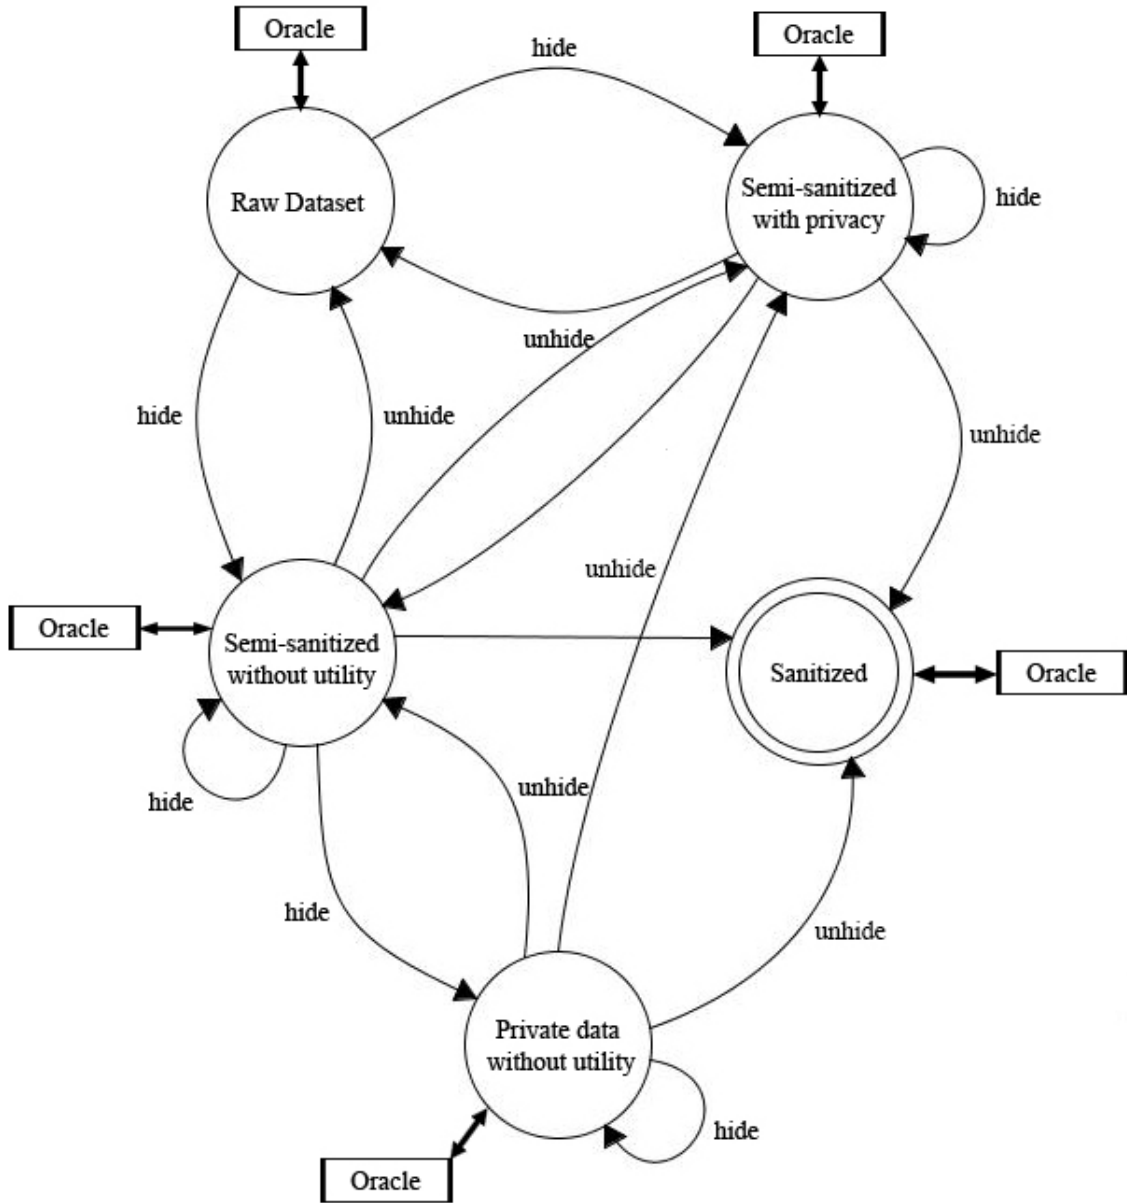 Oracle
Oracle
hide
Raw Dataset
Semi-sanitized
with privacy
hide
unhide
hide
unhide
unhide
unhide
Oracle
Semi-sanitized
without utility
Sanitized
Oracle
hide
unhide
hide
unhide
Private data
without utility
hide
Oracle